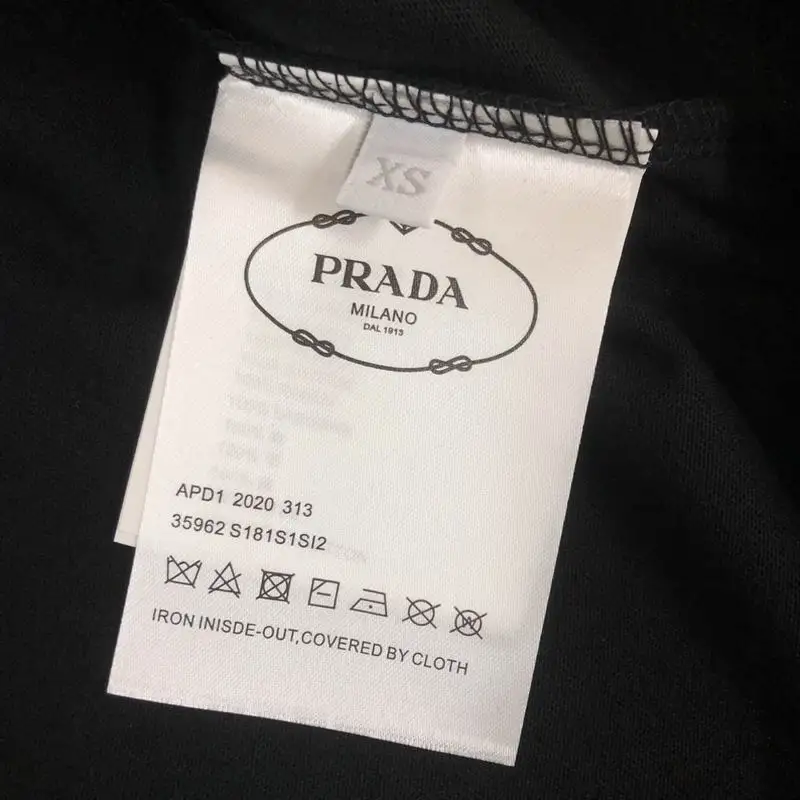 XS
PRADA
MILANO
DAL 1913
APD1 2020 313
35962 S181S1SI2
IRON INISDE-OUT,COVERED BY CLOTH